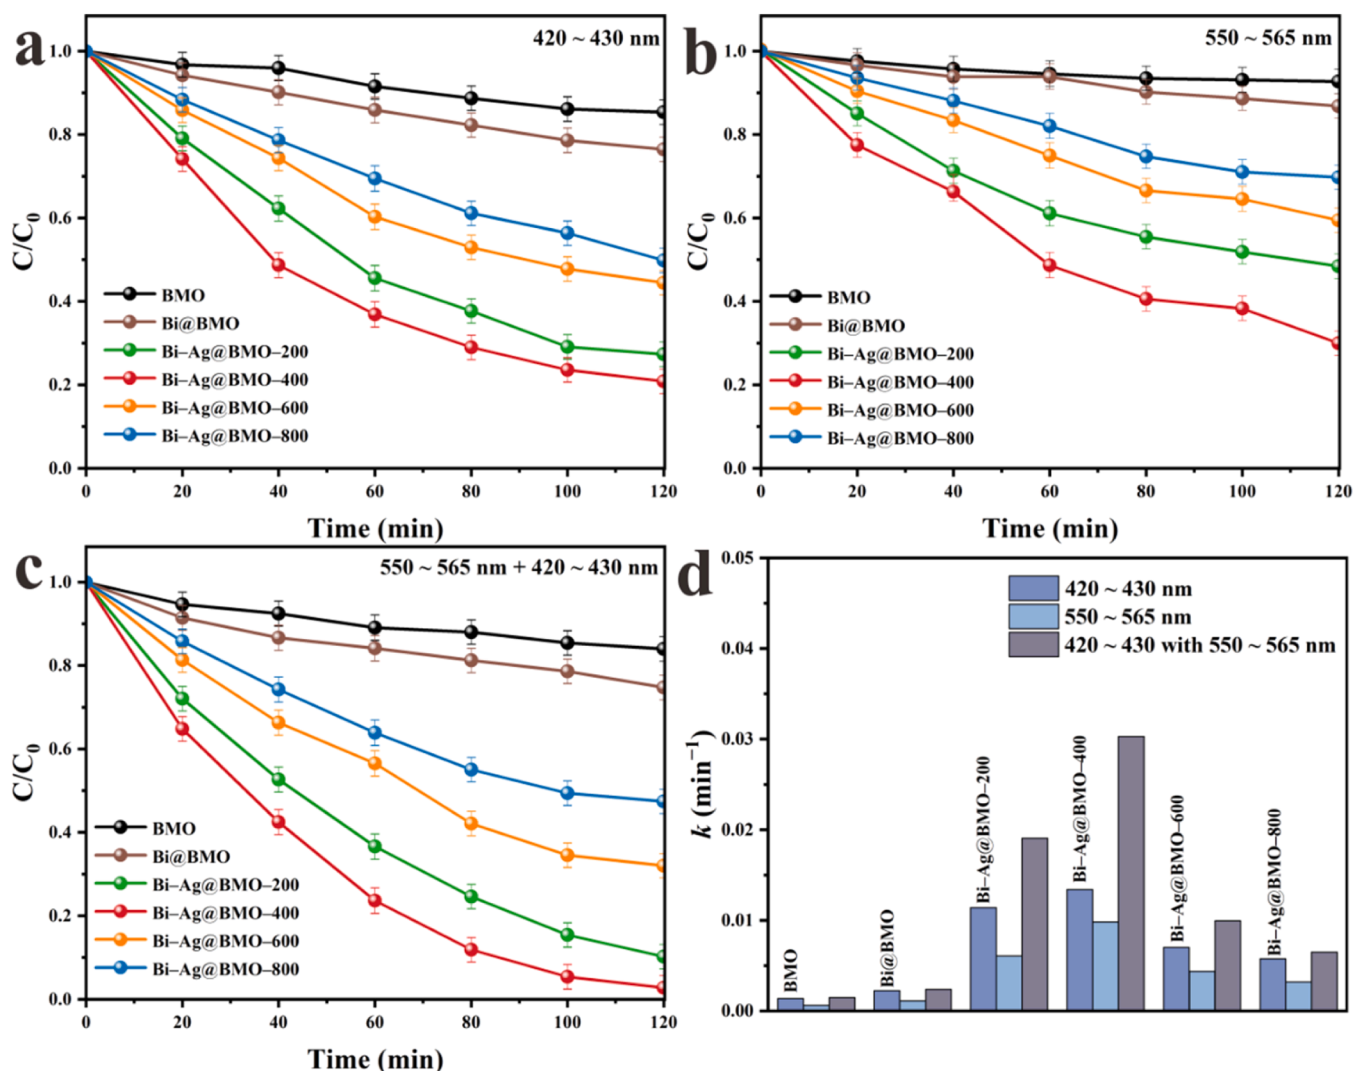 a
420 ~ 430 nm
C/C0
1.0
0.8
0.6
0.4
0.2
0.0
BMO
Bi@BMO
Bi–Ag@BMO–200
Bi–Ag@BMO–400
Bi–Ag@BMO–600
Bi–Ag@BMO–800
0 20 40 60 80 100 120
Time (min)
b
550 ~ 565 nm
C/C0
1.0
0.8
0.6
0.4
0.2
0.0
BMO
Bi@BMO
Bi–Ag@BMO–200
Bi–Ag@BMO–400
Bi–Ag@BMO–600
Bi–Ag@BMO–800
0 20 40 60 80 100 120
Time (min)
c
550 ~ 565 nm + 420 ~ 430 nm
C/C0
1.0
0.8
0.6
0.4
0.2
0.0
BMO
Bi@BMO
Bi–Ag@BMO–200
Bi–Ag@BMO–400
Bi–Ag@BMO–600
Bi–Ag@BMO–800
0 20 40 60 80 100 120
Time (min)
d
420 ~ 430 nm
550 ~ 565 nm
420 ~ 430 with 550 ~ 565 nm
k (min−1)
0.05
0.04
0.03
0.02
0.01
0.00
BMO
Bi@BMO
Bi–Ag@BMO–200
Bi–Ag@BMO–400
Bi–Ag@BMO–600
Bi–Ag@BMO–800